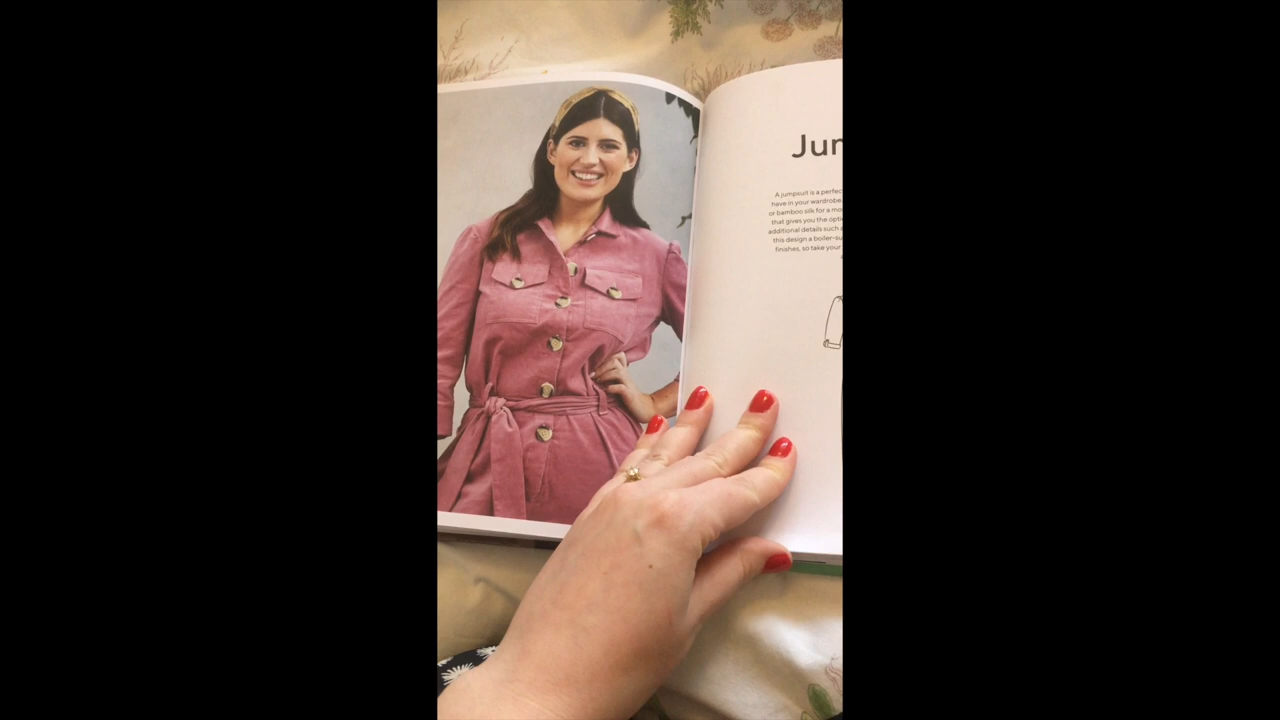 Jun
A jumpsuit is a perfec
have in your wardrobe.
or bamboo silk for a mo
that gives you the opti
additional details such a
this design a boiler-su
finishes, so take your